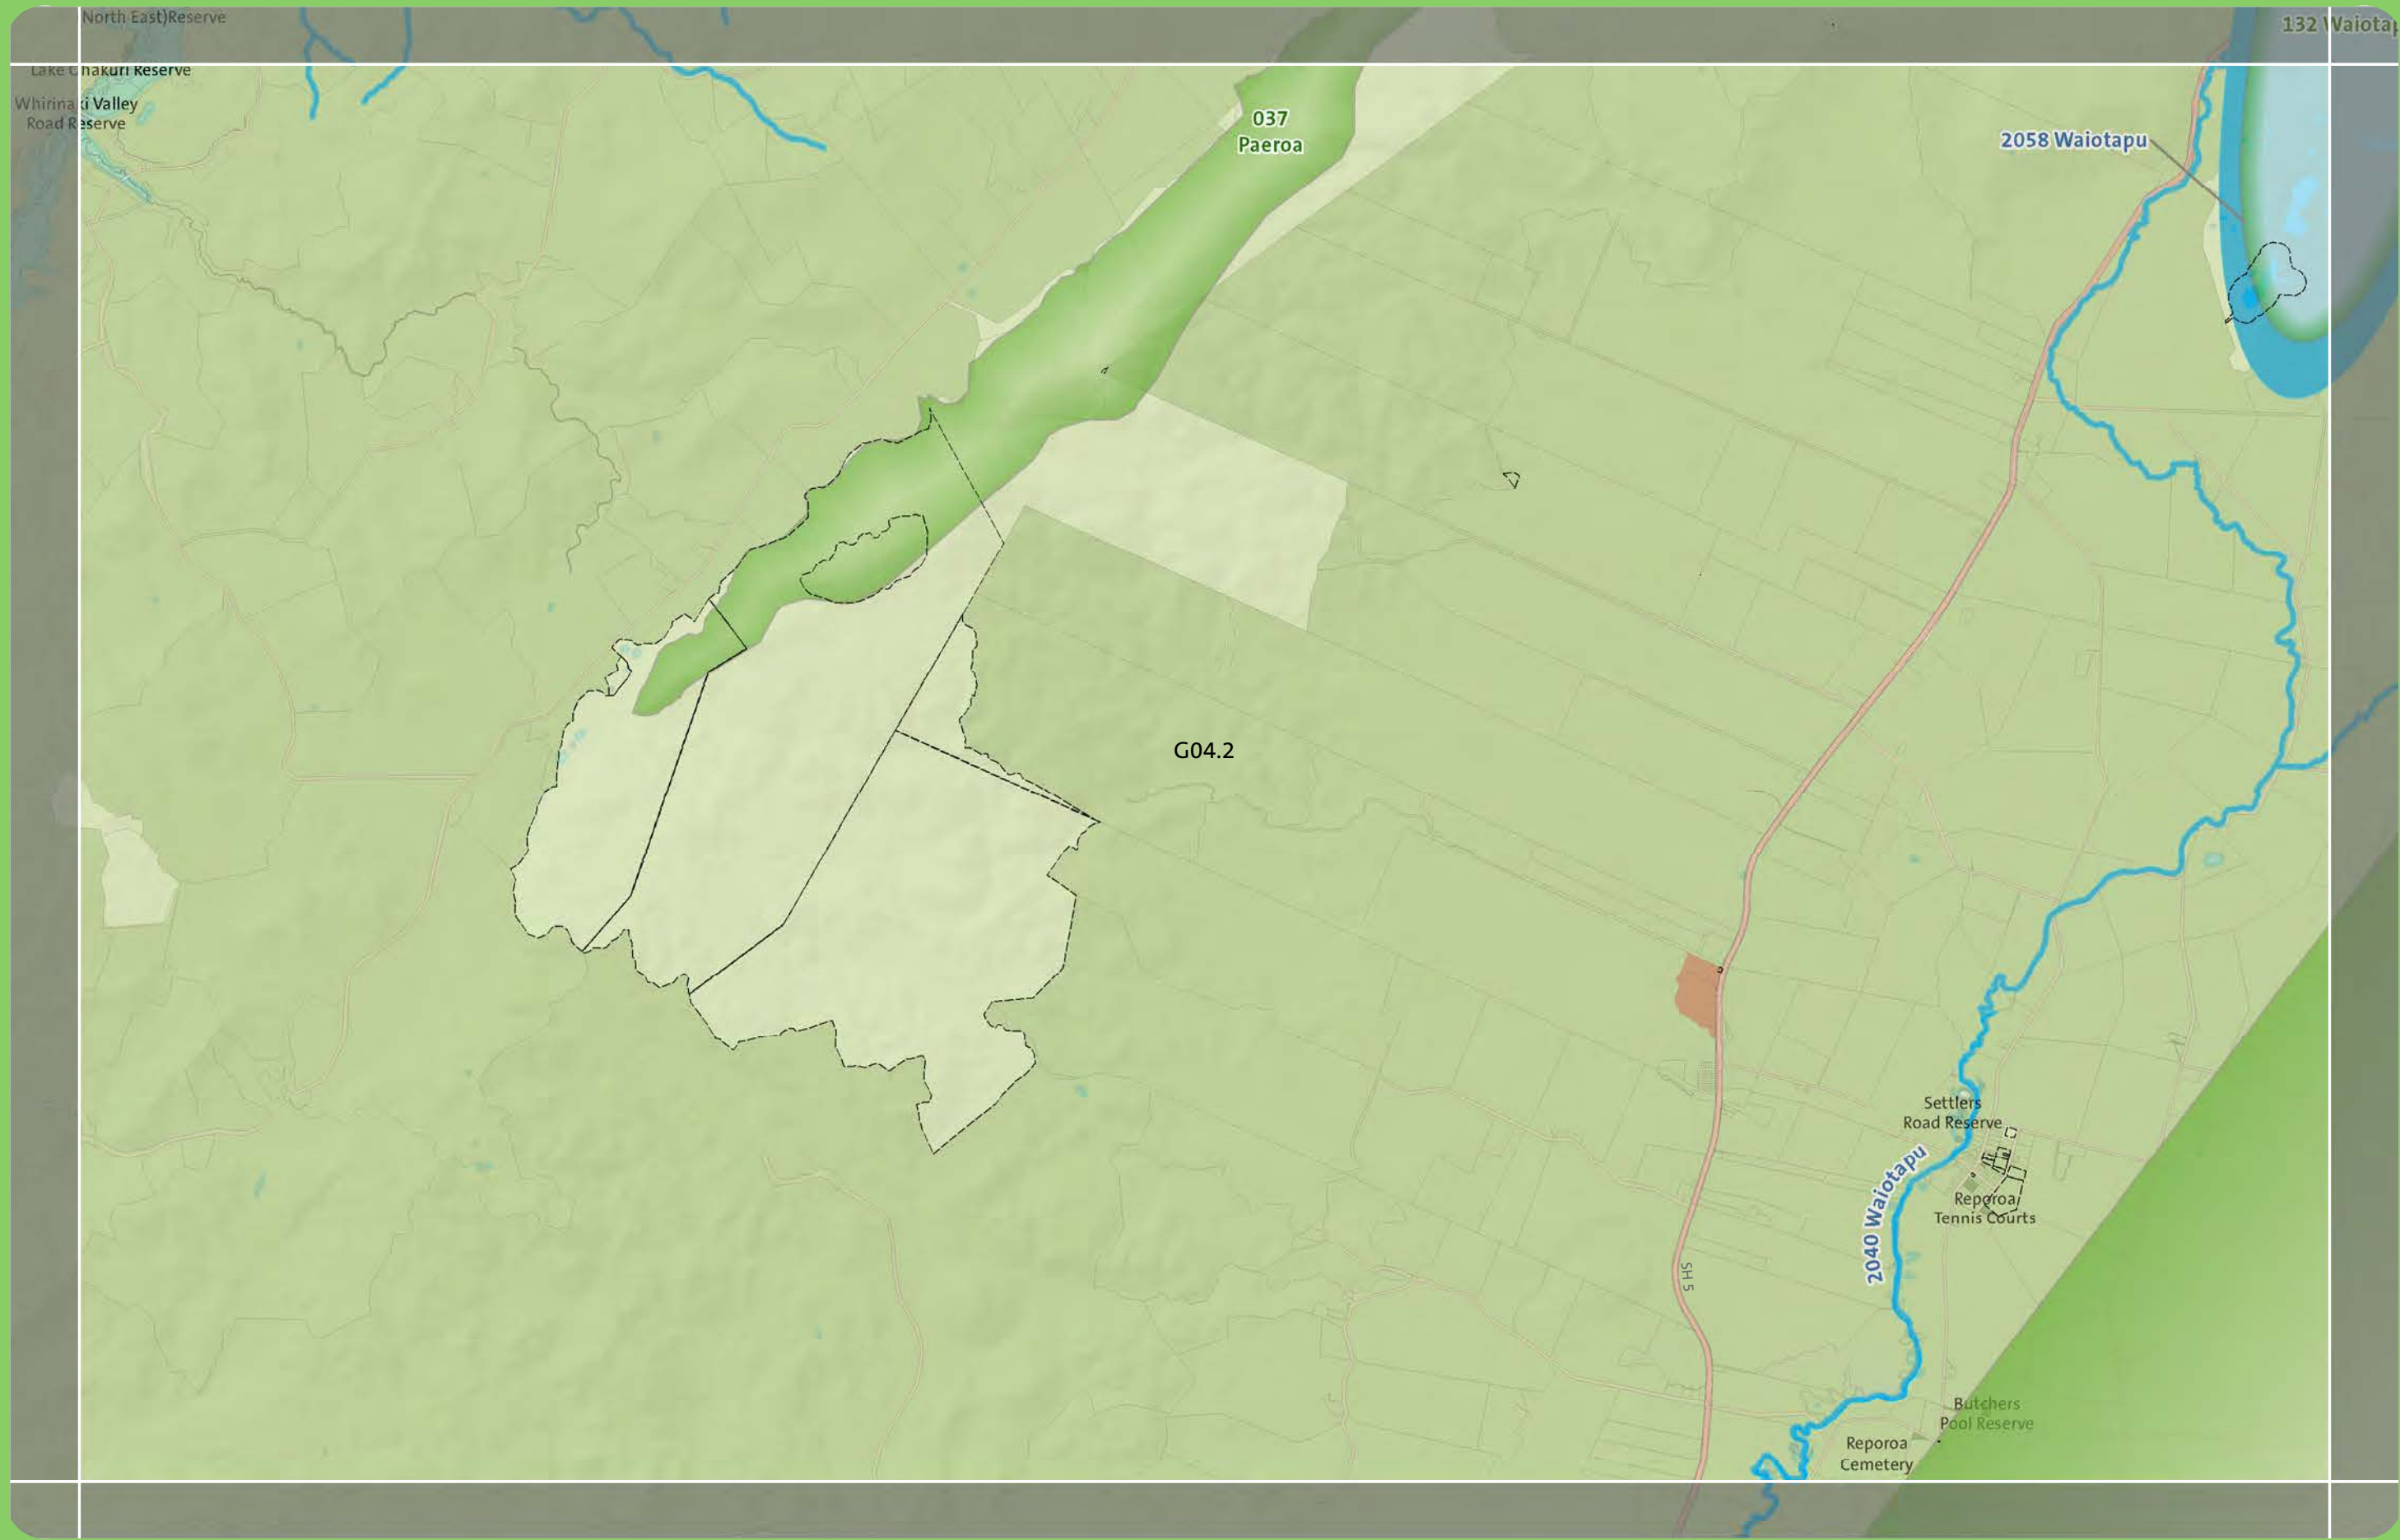 North East)Reserve
132 Waiotap
Lake Ohakuri Reserve
Whirinaki Valley
Road Reserve
037
Paeroa
2058 Waiotapu
G04.2
Settlers
Road Reserve
2040 Waiotapu
Reporoa
Tennis Courts
SH 5
Butchers
Pool Reserve
Reporoa
Cemetery